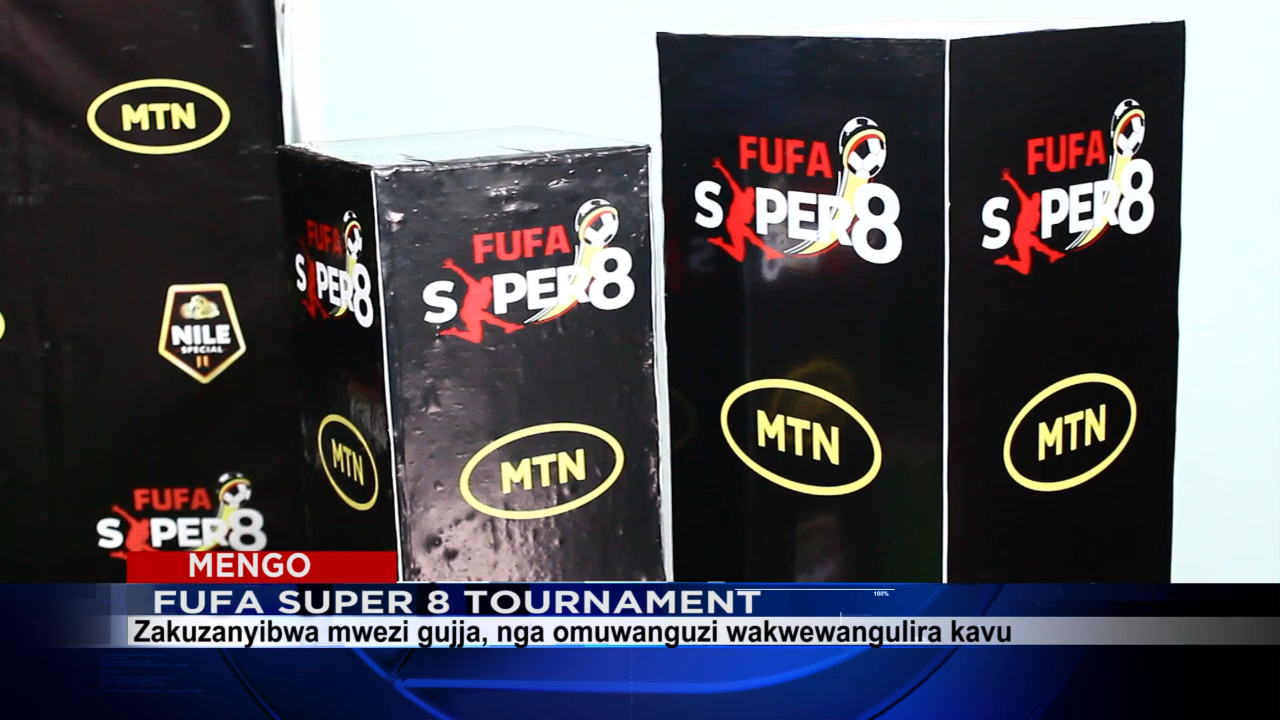 MTN
NILE
SPECIAL
FUFA
SUPER8
FUFA
SUPER8
MTN
FUFA
SUPER8
MTN
FUFA
SUPER8
MTN
FUFA
SUPER8
MTN
MENGO
FUFA SUPER 8 TOURNAMENT
100%
Zakuzanyibwa mwezi gujja, nga omuwanguzi wakwewangulira kavu